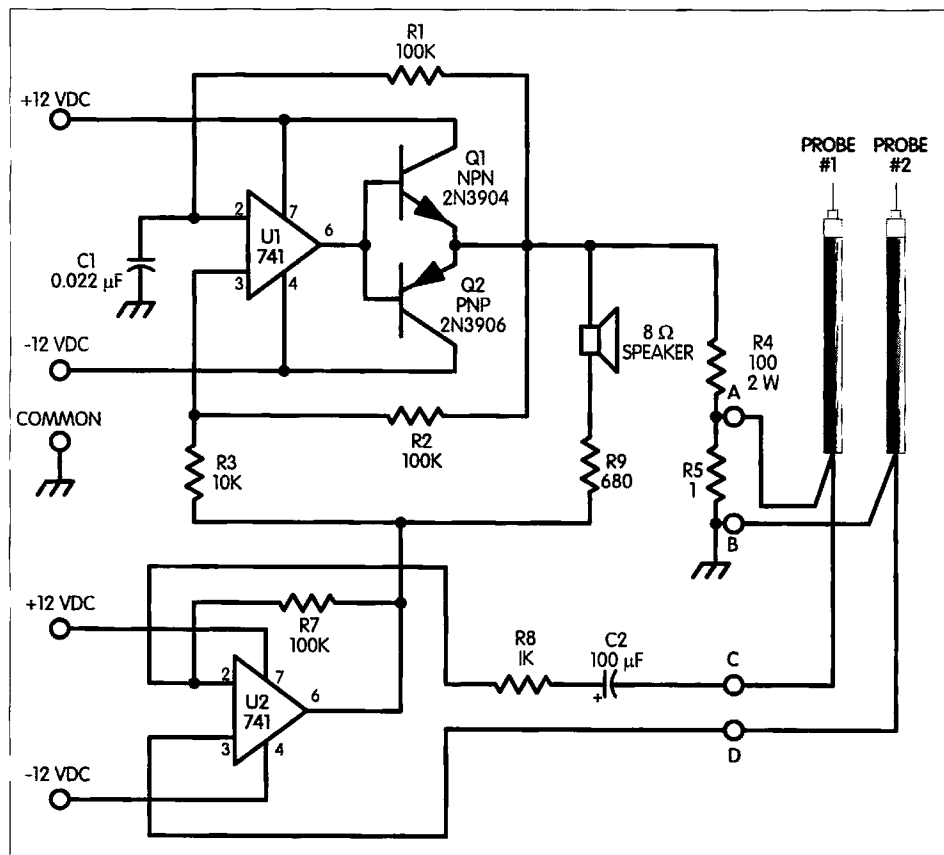 R1
100K
+12 VDC
PROBE
#1
PROBE
#2
Q1
NPN
2N3904
2
7
U1
741
6
3
4
C1
0.022 µF
Q2
PNP
2N3906
8 Ω
SPEAKER
-12 VDC
R4
100
2 W
A
COMMON
R2
100K
R3
10K
R9
680
R5
1
B
+12 VDC
R7
100K
R8
1K
C2
100 µF
+
C
2
7
U2
741
6
3
4
D
-12 VDC